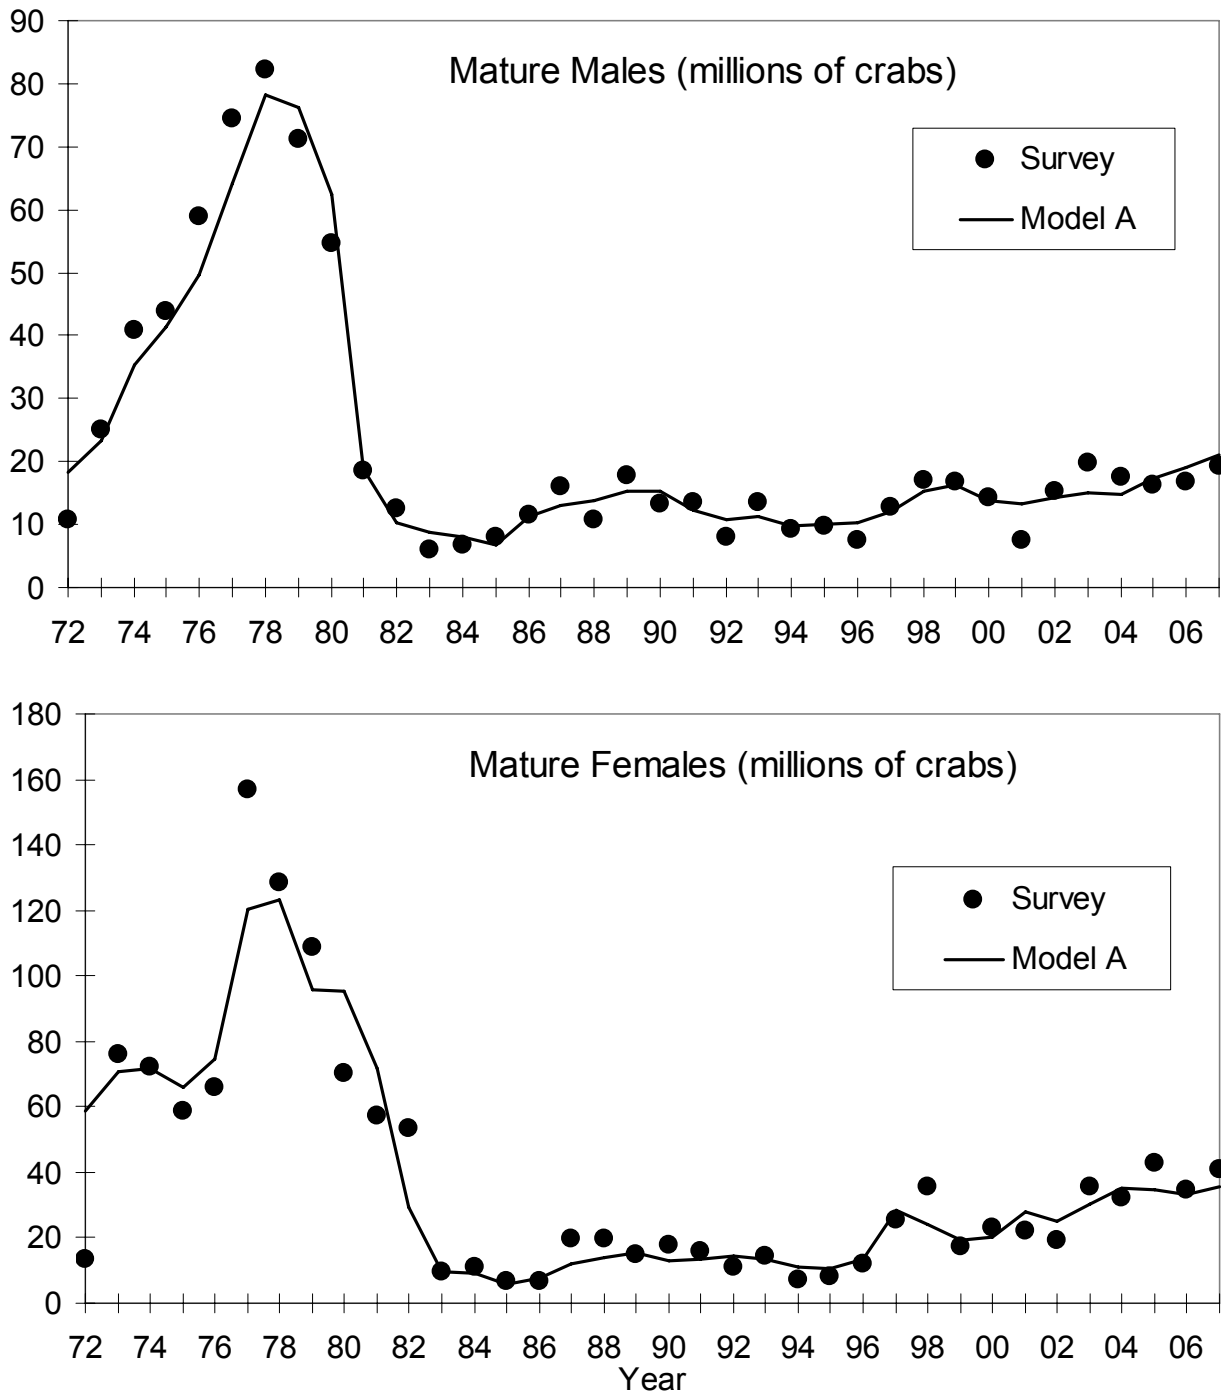 90
Mature Males (millions of crabs)
80
70
Survey
60
Model A
50
40
30
20
10
0
72 74 76 78 80 82 84 86 88 90 92 94 96 98 00 02 04 06
180
Mature Females (millions of crabs)
160
140
Survey
120
Model A
100
80
60
40
20
0
72 74 76 78 80 82 84 86 88 90 92 94 96 98 00 02 04 06
Year